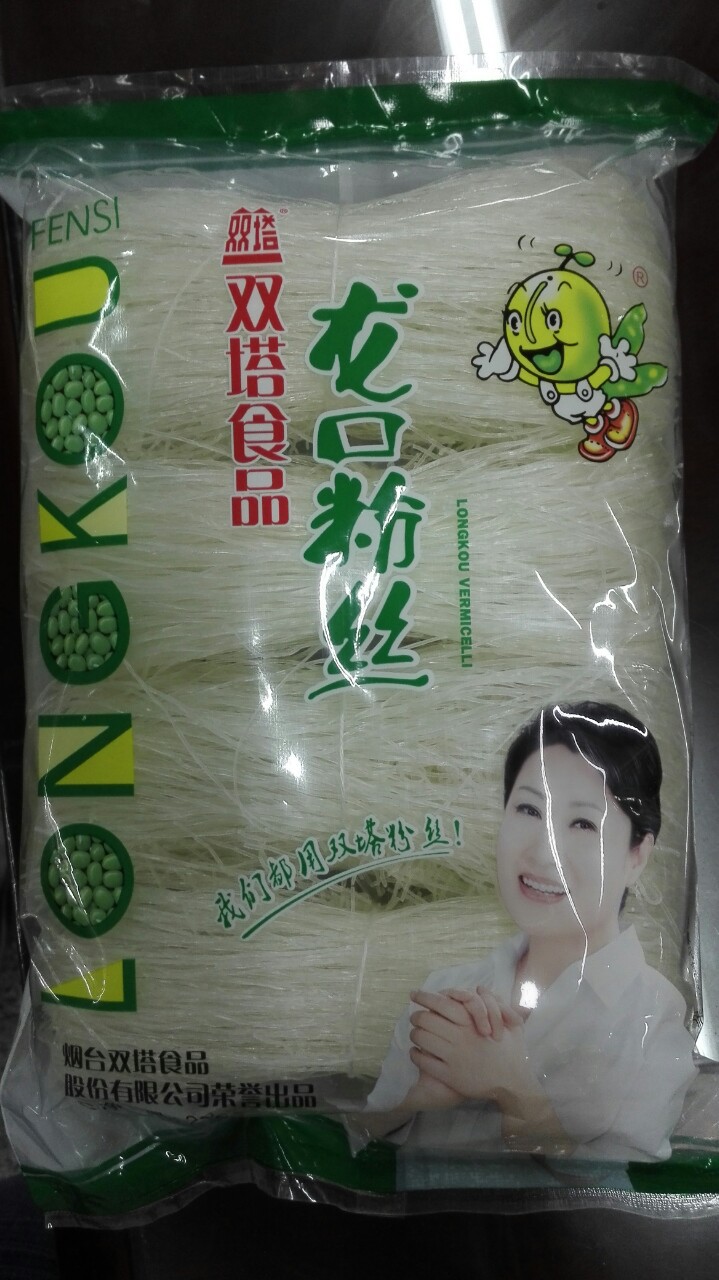 FENSI
LONGKOU
双塔
®
双塔食品
龙口粉丝
LONGKOU VERMICELLI
®
我们都用双塔粉丝！
烟台双塔食品
股份有限公司荣誉出品